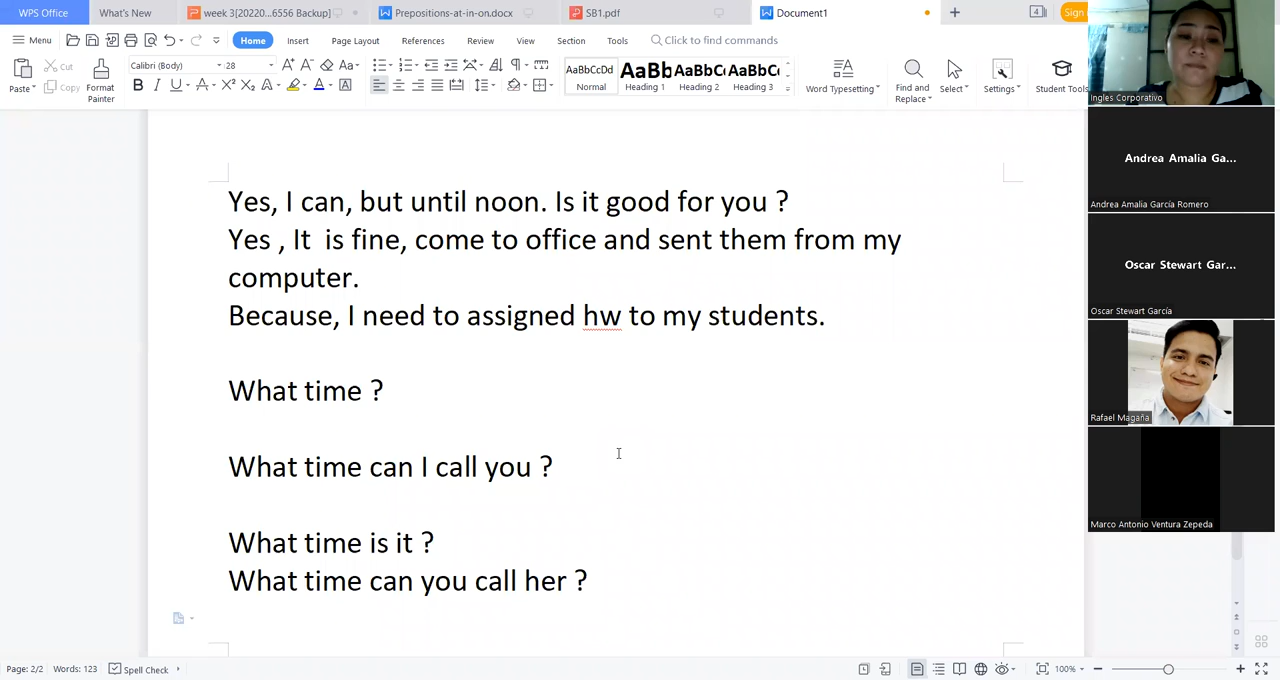 WPS Office What's New week 3[20220...6556 Backup] Prepositions-at-in-on.docx SB1.pdf Document1 4 Sign
Menu Home Insert Page Layout References Review View Section Tools Click to find commands
Paste Cut Copy Format Painter Calibri (Body) 28 AaBbCcDd Normal AaBb Heading 1 AaBbC Heading 2 AaBbC Heading 3 Word Typesetting Find and Replace Select Settings Student Tools
Ingles Corporativo
Andrea Amalia Ga...
Andrea Amalia García Romero
Oscar Stewart Gar...
Oscar Stewart García
Rafael Magaña
Marco Antonio Ventura Zepeda
Yes, I can, but until noon. Is it good for you ?
Yes , It is fine, come to office and sent them from my
computer.
Because, I need to assigned hw to my students.
What time ?
What time can I call you ?
What time is it ?
What time can you call her ?
Page: 2/2 Words: 123 Spell Check 100%